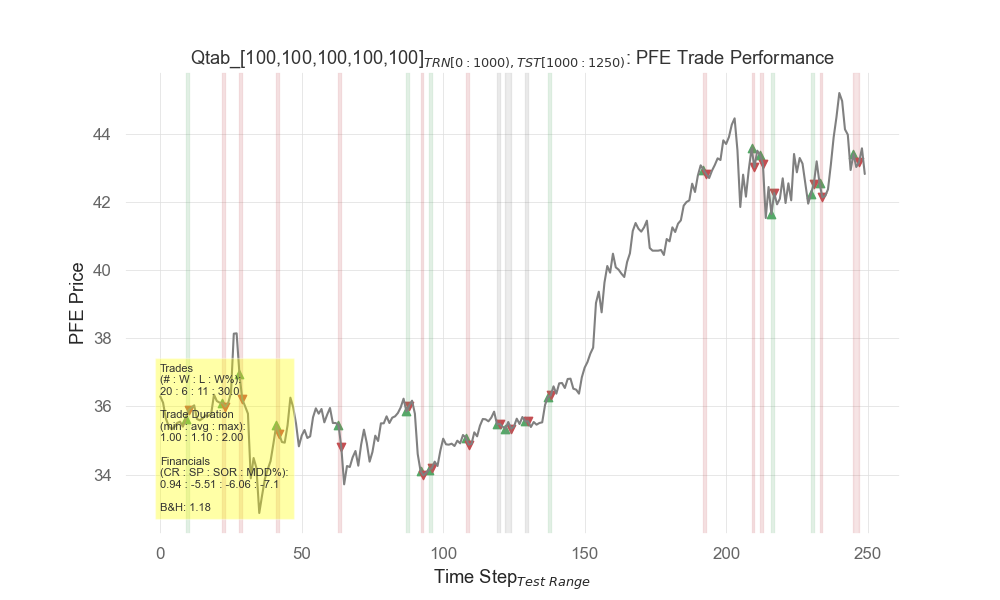 Qtab_[100,100,100,100,100]TRN[0 : 1000), TST[1000 : 1250): PFE Trade Performance
44
42
40
38
36
34
PFE Price
Trades
(# : W : L : W%):
20 : 6 : 11 : 30.0
Trade Duration
(min : avg : max):
1.00 : 1.10 : 2.00
Financials
(CR : SP : SOR : MDD%):
0.94 : -5.51 : -6.06 : -7.1
B&H: 1.18
0 50 100 150 200 250
Time StepTest Range